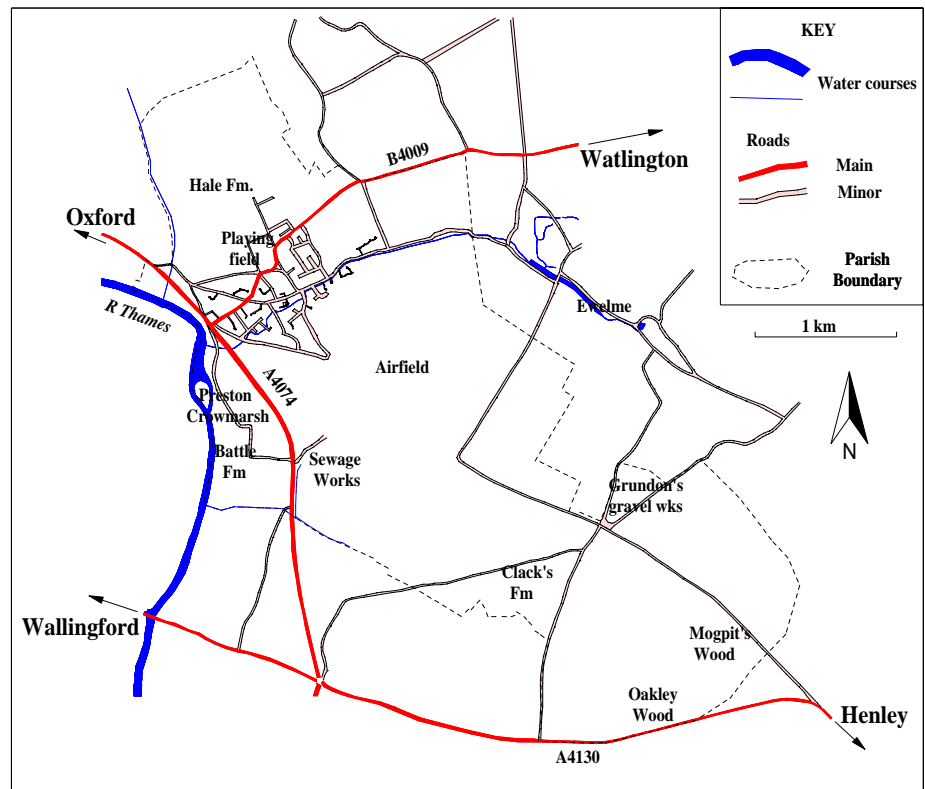 KEY
Water courses
Roads
Main
Minor
Parish
Boundary
1 km
N
B4009
Watlington
Hale Fm.
Oxford
Playing
field
R Thames
Ewelme
A4074
Airfield
Preston
Crowmarsh
Battle
Fm
Sewage
Works
Grundon's
gravel wks
Clack's
Fm
Wallingford
Mogpit's
Wood
Oakley
Wood
Henley
A4130